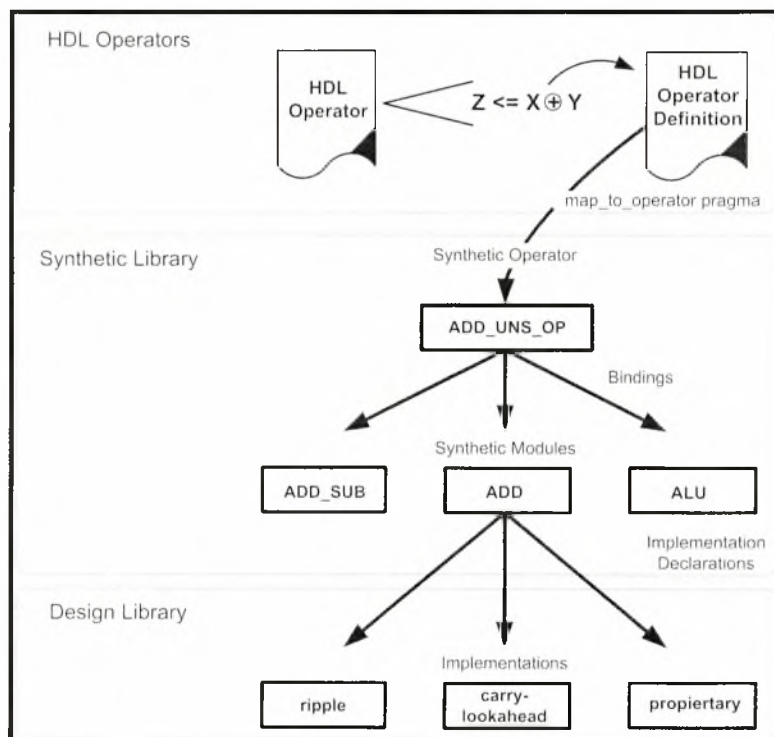 HDL Operators
HDL
Operator
Z <= X ⊕ Y
HDL
Operator
Definition
map_to_operator pragma
Synthetic Library
Synthetic Operator
ADD_UNS_OP
Bindings
Synthetic Modules
ADD_SUB
ADD
ALU
Implementation
Declarations
Design Library
Implementations
ripple
carry-
lookahead
propiertary